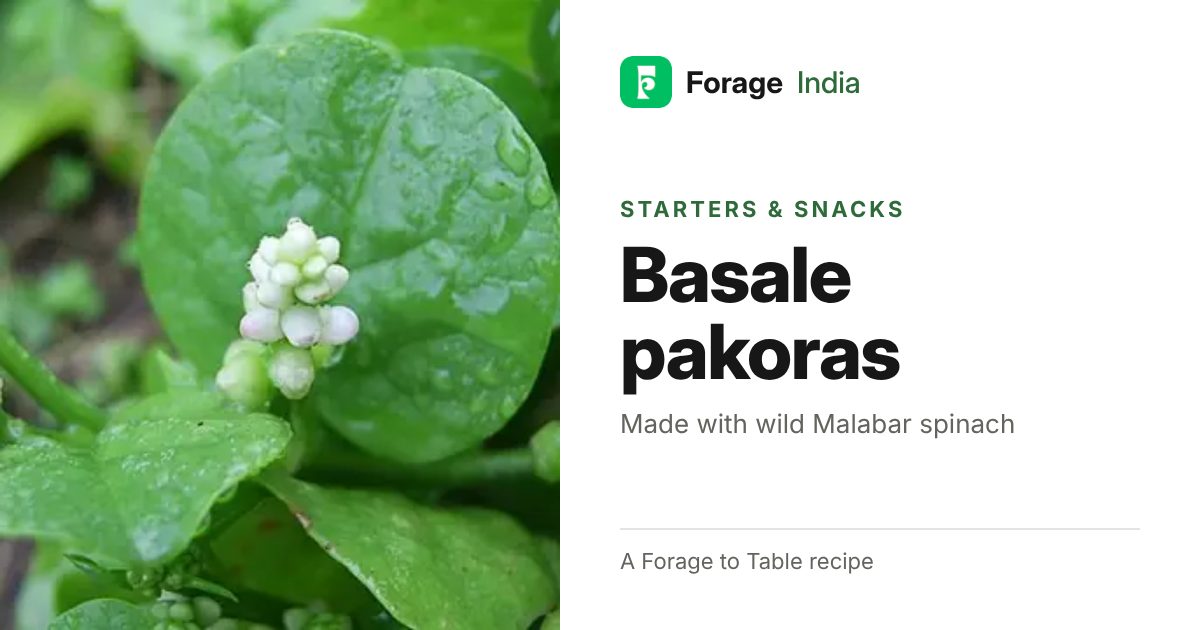 Forage India
STARTERS & SNACKS
Basale
pakoras
Made with wild Malabar spinach
A Forage to Table recipe